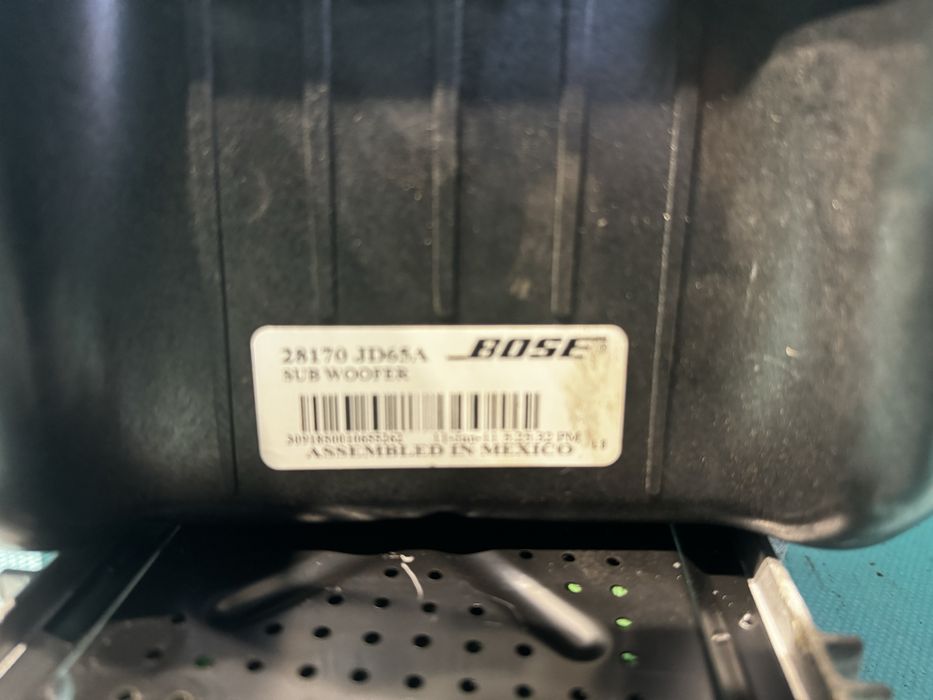 28170 JD65A BOSE
SUB WOOFER
ASSEMBLED IN MEXICO